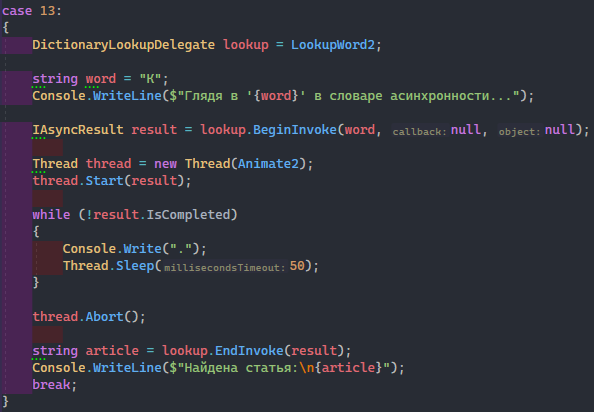 case 13:
{
DictionaryLookupDelegate lookup = LookupWord2;
string word = "К";
Console.WriteLine($"Глядя в '{word}' в словаре асинхронности...");
IAsyncResult result = lookup.BeginInvoke(word, callback: null, object: null);
Thread thread = new Thread(Animate2);
thread.Start(result);
while (!result.IsCompleted)
{
Console.Write(".");
Thread.Sleep( millisecondsTimeout: 50);
}
thread.Abort();
string article = lookup.EndInvoke(result);
Console.WriteLine($"Найдена статья:\n{article}");
break;
}